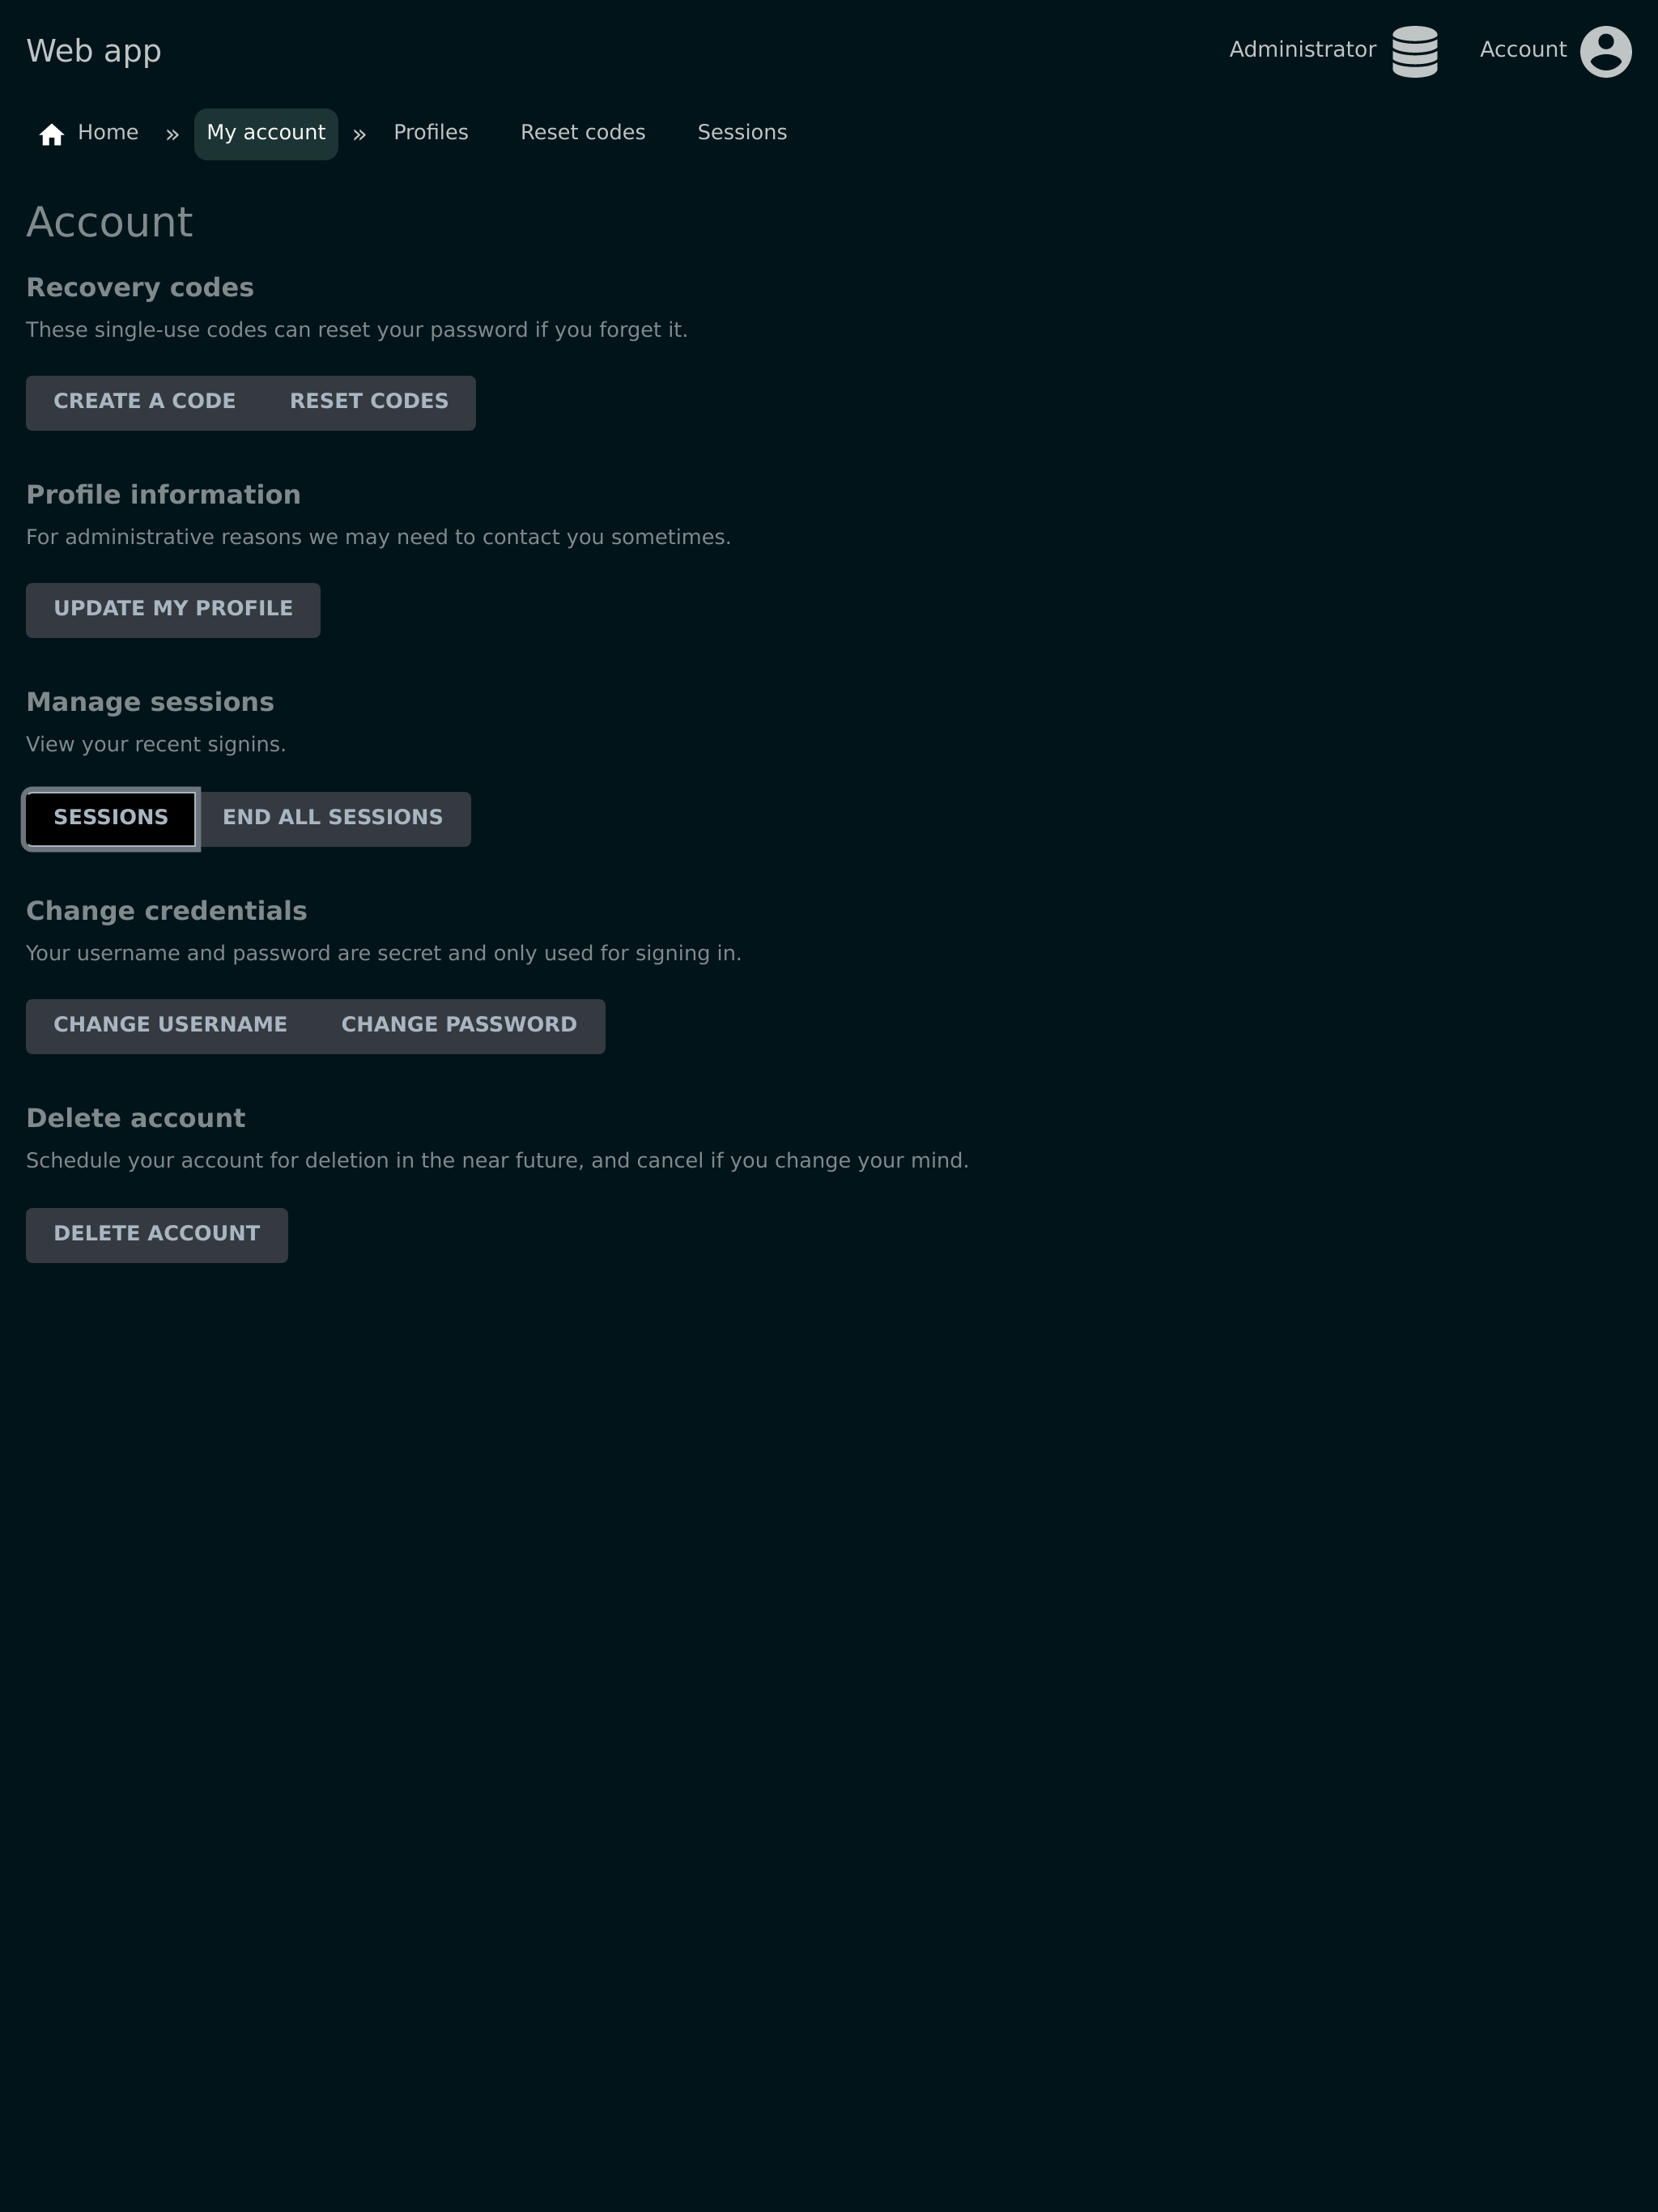 Web app
Administrator
Account
Home » My account » Profiles Reset codes Sessions
Account
Recovery codes
These single-use codes can reset your password if you forget it.
CREATE A CODE RESET CODES
Profile information
For administrative reasons we may need to contact you sometimes.
UPDATE MY PROFILE
Manage sessions
View your recent signins.
SESSIONS END ALL SESSIONS
Change credentials
Your username and password are secret and only used for signing in.
CHANGE USERNAME CHANGE PASSWORD
Delete account
Schedule your account for deletion in the near future, and cancel if you change your mind.
DELETE ACCOUNT